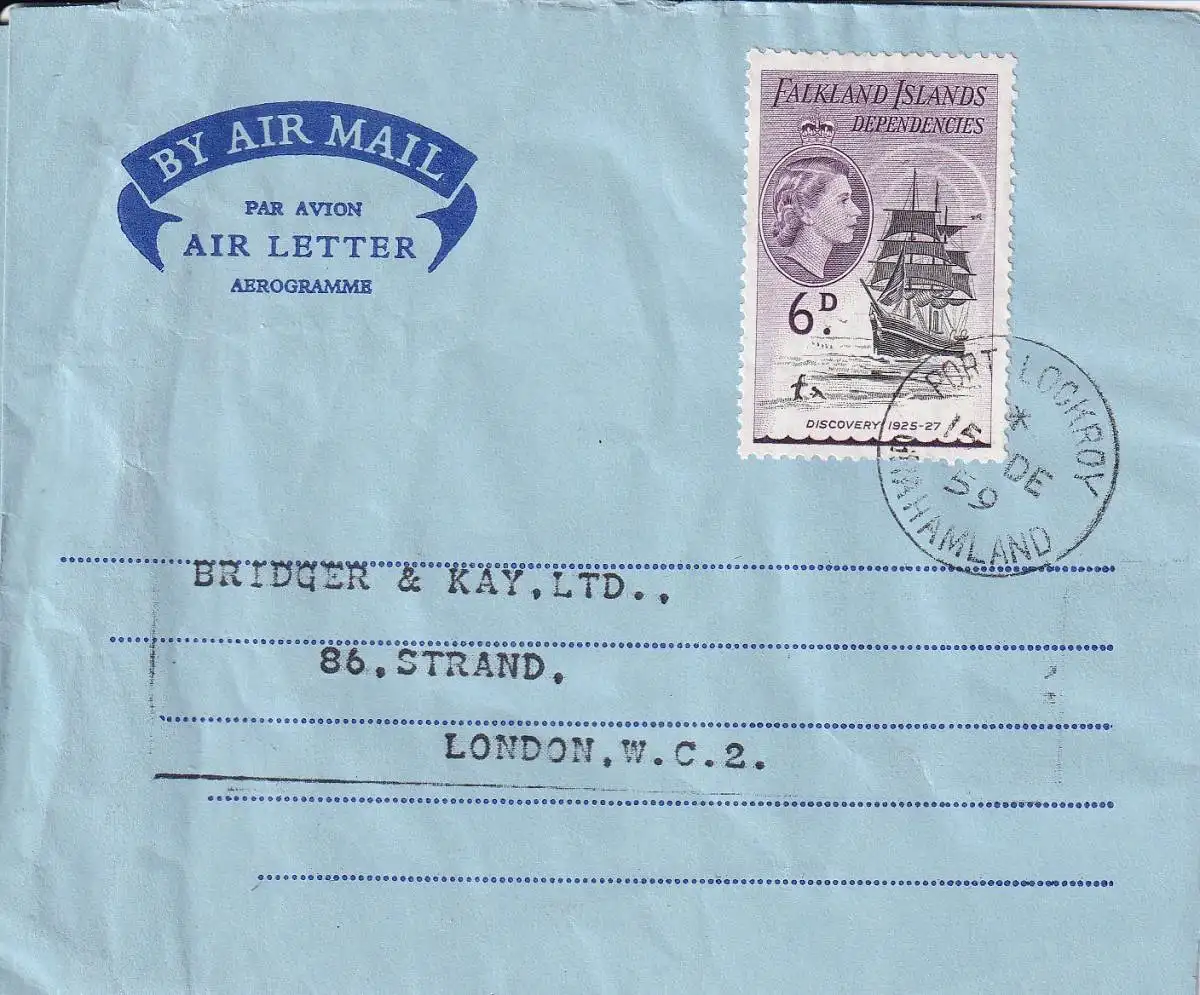 BY AIR MAIL
PAR AVION
AIR LETTER
AEROGRAMME
FALKLAND ISLANDS
DEPENDENCIES
6D.
DISCOVERY 1925-27
PORT LOCKROY
*
15 DE
59
GRAHAMLAND
BRIDGER & KAY,LTD.,
86,STRAND,
LONDON,W.C.2.